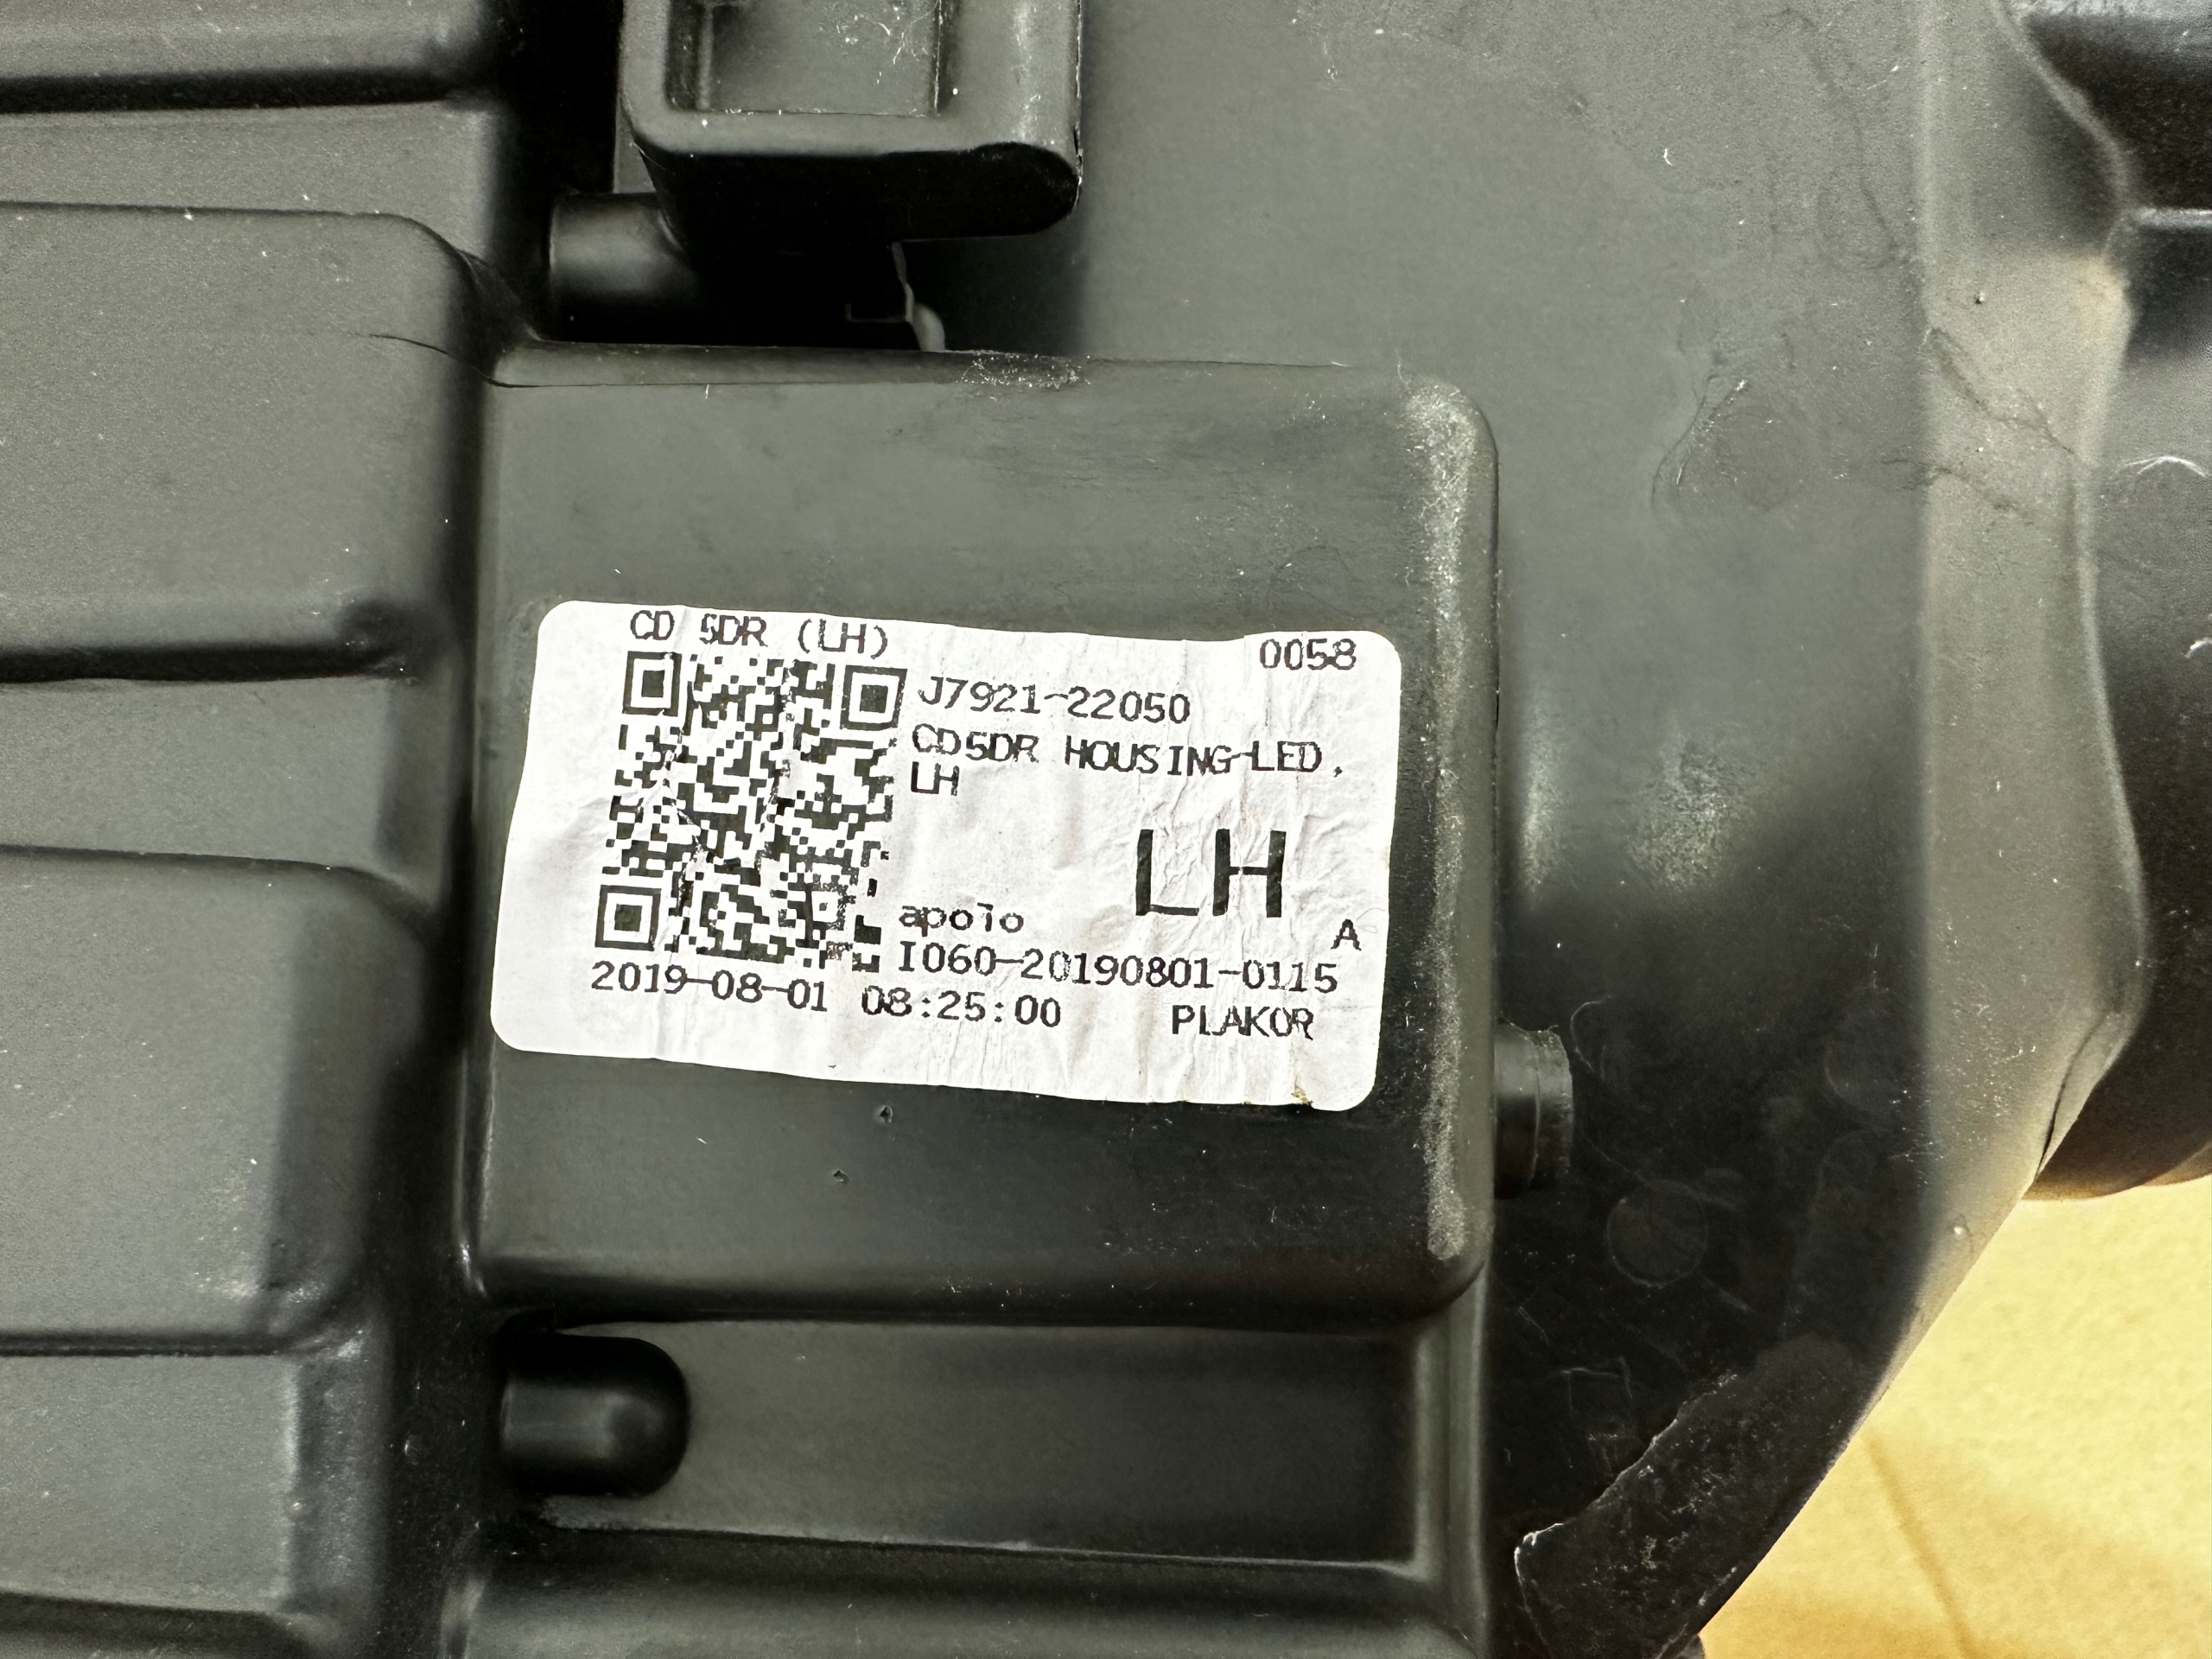 CD 5DR (LH) 0058
J7921-22050
CD5DR HOUSING-LED,
LH
LH
apolo
A
I060-20190801-0115
2019-08-01 08:25:00 PLAKOR